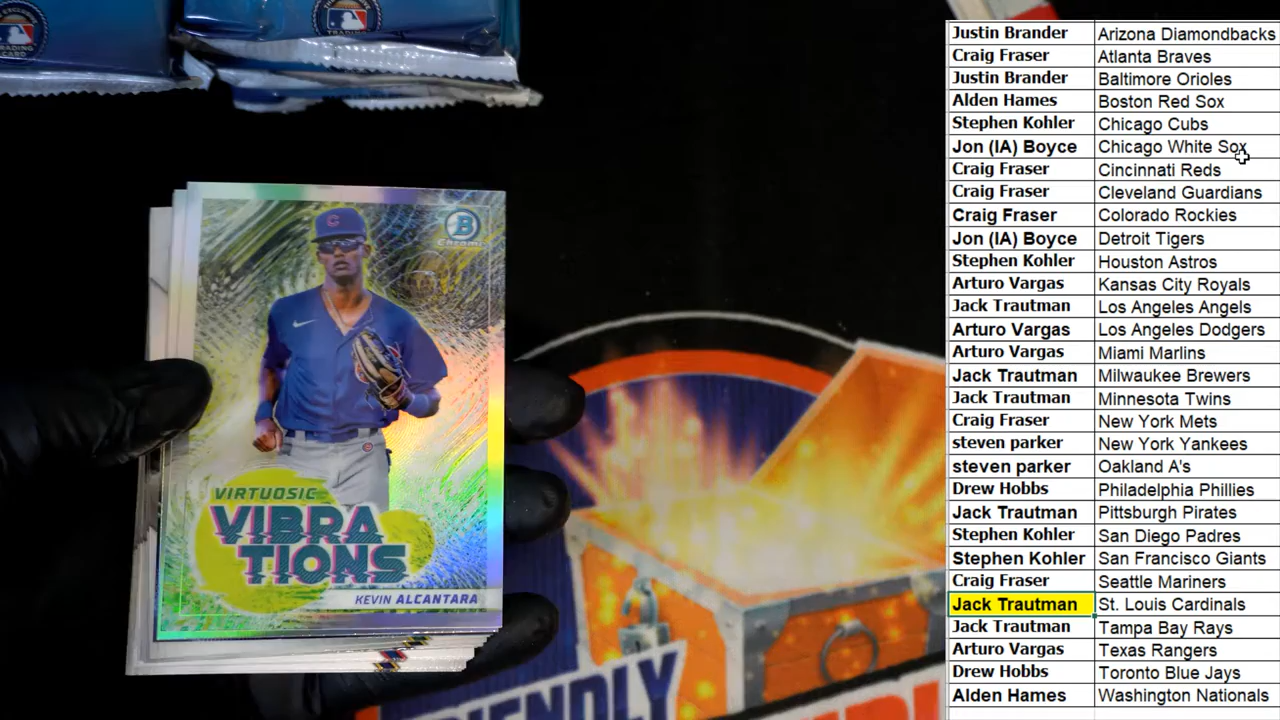 EXCLUSIVE
TRADING
CARD
TRADING CARD
C
B
Chrome
VIRTUOSIC
VIBRA
TIONS
KEVIN ALCANTARA
FRIENDLY
Justin Brander Arizona Diamondbacks
Craig Fraser Atlanta Braves
Justin Brander Baltimore Orioles
Alden Hames Boston Red Sox
Stephen Kohler Chicago Cubs
Jon (IA) Boyce Chicago White Sox
Craig Fraser Cincinnati Reds
Craig Fraser Cleveland Guardians
Craig Fraser Colorado Rockies
Jon (IA) Boyce Detroit Tigers
Stephen Kohler Houston Astros
Arturo Vargas Kansas City Royals
Jack Trautman Los Angeles Angels
Arturo Vargas Los Angeles Dodgers
Arturo Vargas Miami Marlins
Jack Trautman Milwaukee Brewers
Jack Trautman Minnesota Twins
Craig Fraser New York Mets
steven parker New York Yankees
steven parker Oakland A's
Drew Hobbs Philadelphia Phillies
Jack Trautman Pittsburgh Pirates
Stephen Kohler San Diego Padres
Stephen Kohler San Francisco Giants
Craig Fraser Seattle Mariners
Jack Trautman St. Louis Cardinals
Jack Trautman Tampa Bay Rays
Arturo Vargas Texas Rangers
Drew Hobbs Toronto Blue Jays
Alden Hames Washington Nationals